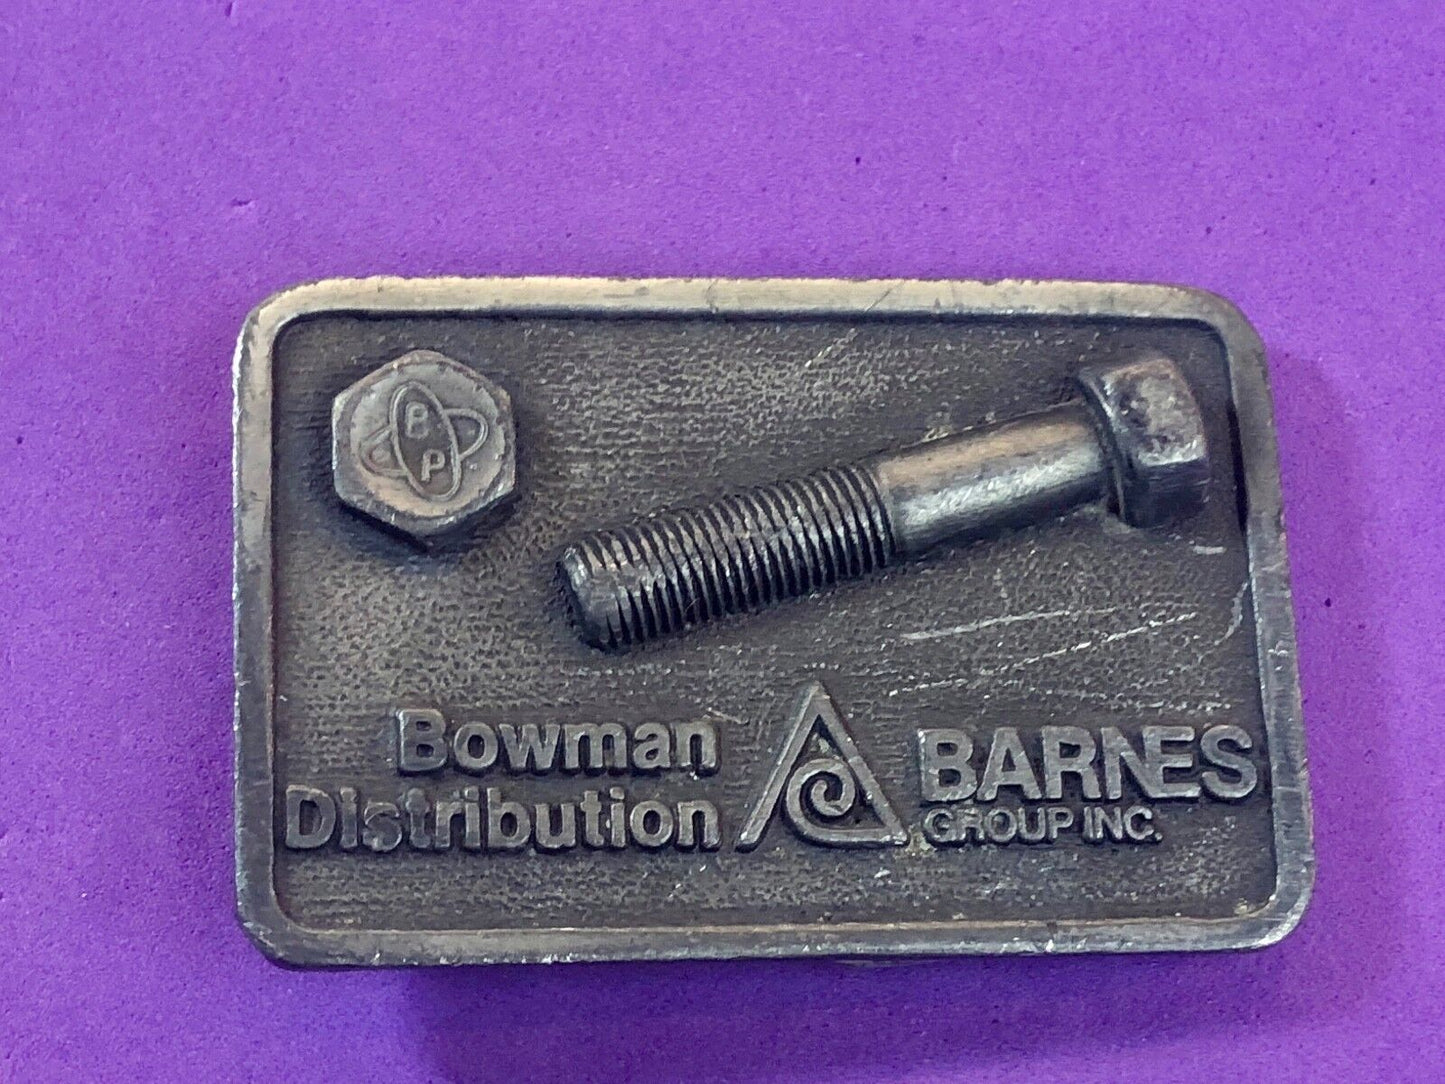 B
P
Bowman
Distribution
BARNES
GROUP INC.